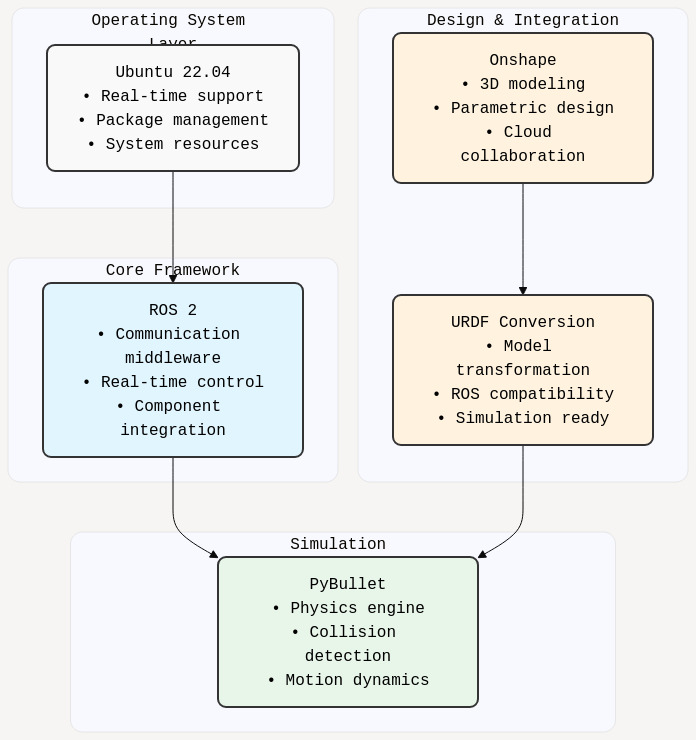 Operating System
Layer
Ubuntu 22.04
• Real-time support
• Package management
• System resources
Core Framework
ROS 2
• Communication
middleware
• Real-time control
• Component
integration
Design & Integration
Onshape
• 3D modeling
• Parametric design
• Cloud
collaboration
URDF Conversion
• Model
transformation
• ROS compatibility
• Simulation ready
Simulation
PyBullet
• Physics engine
• Collision
detection
• Motion dynamics